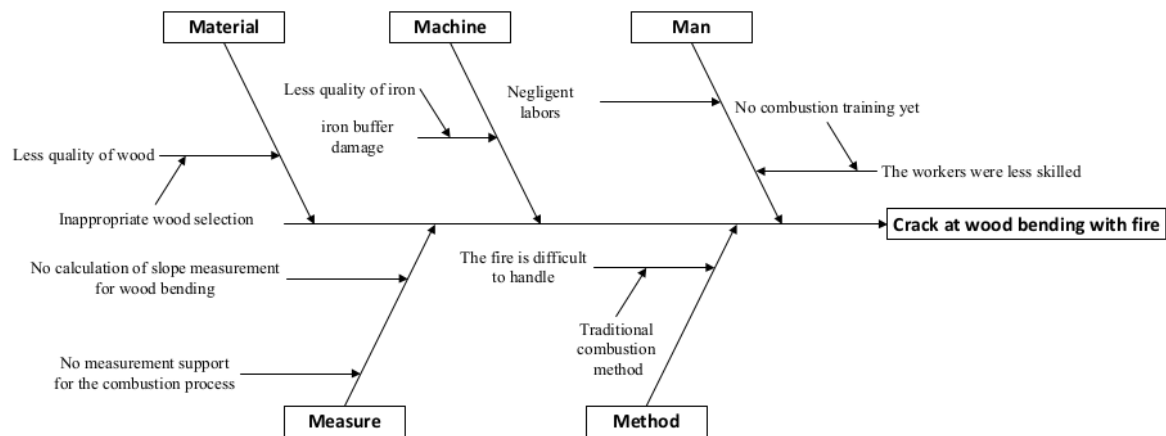 Material
Machine
Man
Less quality of iron
Negligent
labors
No combustion training yet
iron buffer
damage
Less quality of wood
The workers were less skilled
Inappropriate wood selection
Crack at wood bending with fire
No calculation of slope measurement
for wood bending
The fire is difficult
to handle
Traditional
combustion
method
No measurement support
for the combustion process
Measure
Method